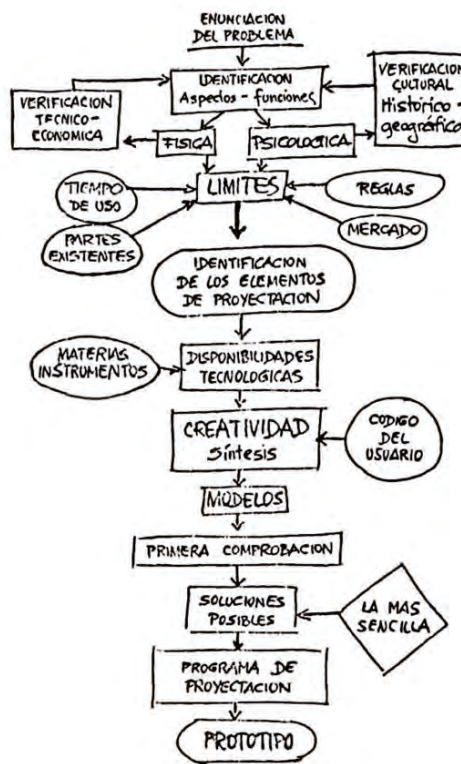 ENUNCIACION
DEL PROBLEMA
IDENTIFICACION
Aspectos - funciones
VERIFICACION
TECNICO-
ECONOMICA
VERIFICACION
CULTURAL
Histórico -
geográfica
FISICA
PSICOLOGICA
LIMITES
TIEMPO
DE USO
REGLAS
PARTES
EXISTENTES
MERCADO
IDENTIFICACION
DE LOS ELEMENTOS
DE PROYECTACION
MATERIAS
INSTRUMENTOS
DISPONIBILIDADES
TECNOLOGICAS
CREATIVIDAD
Síntesis
CODIGO
DEL
USUARIO
MODELOS
PRIMERA COMPROBACION
SOLUCIONES
POSIBLES
LA MAS
SENCILLA
PROGRAMA DE
PROYECTACION
PROTOTIPO